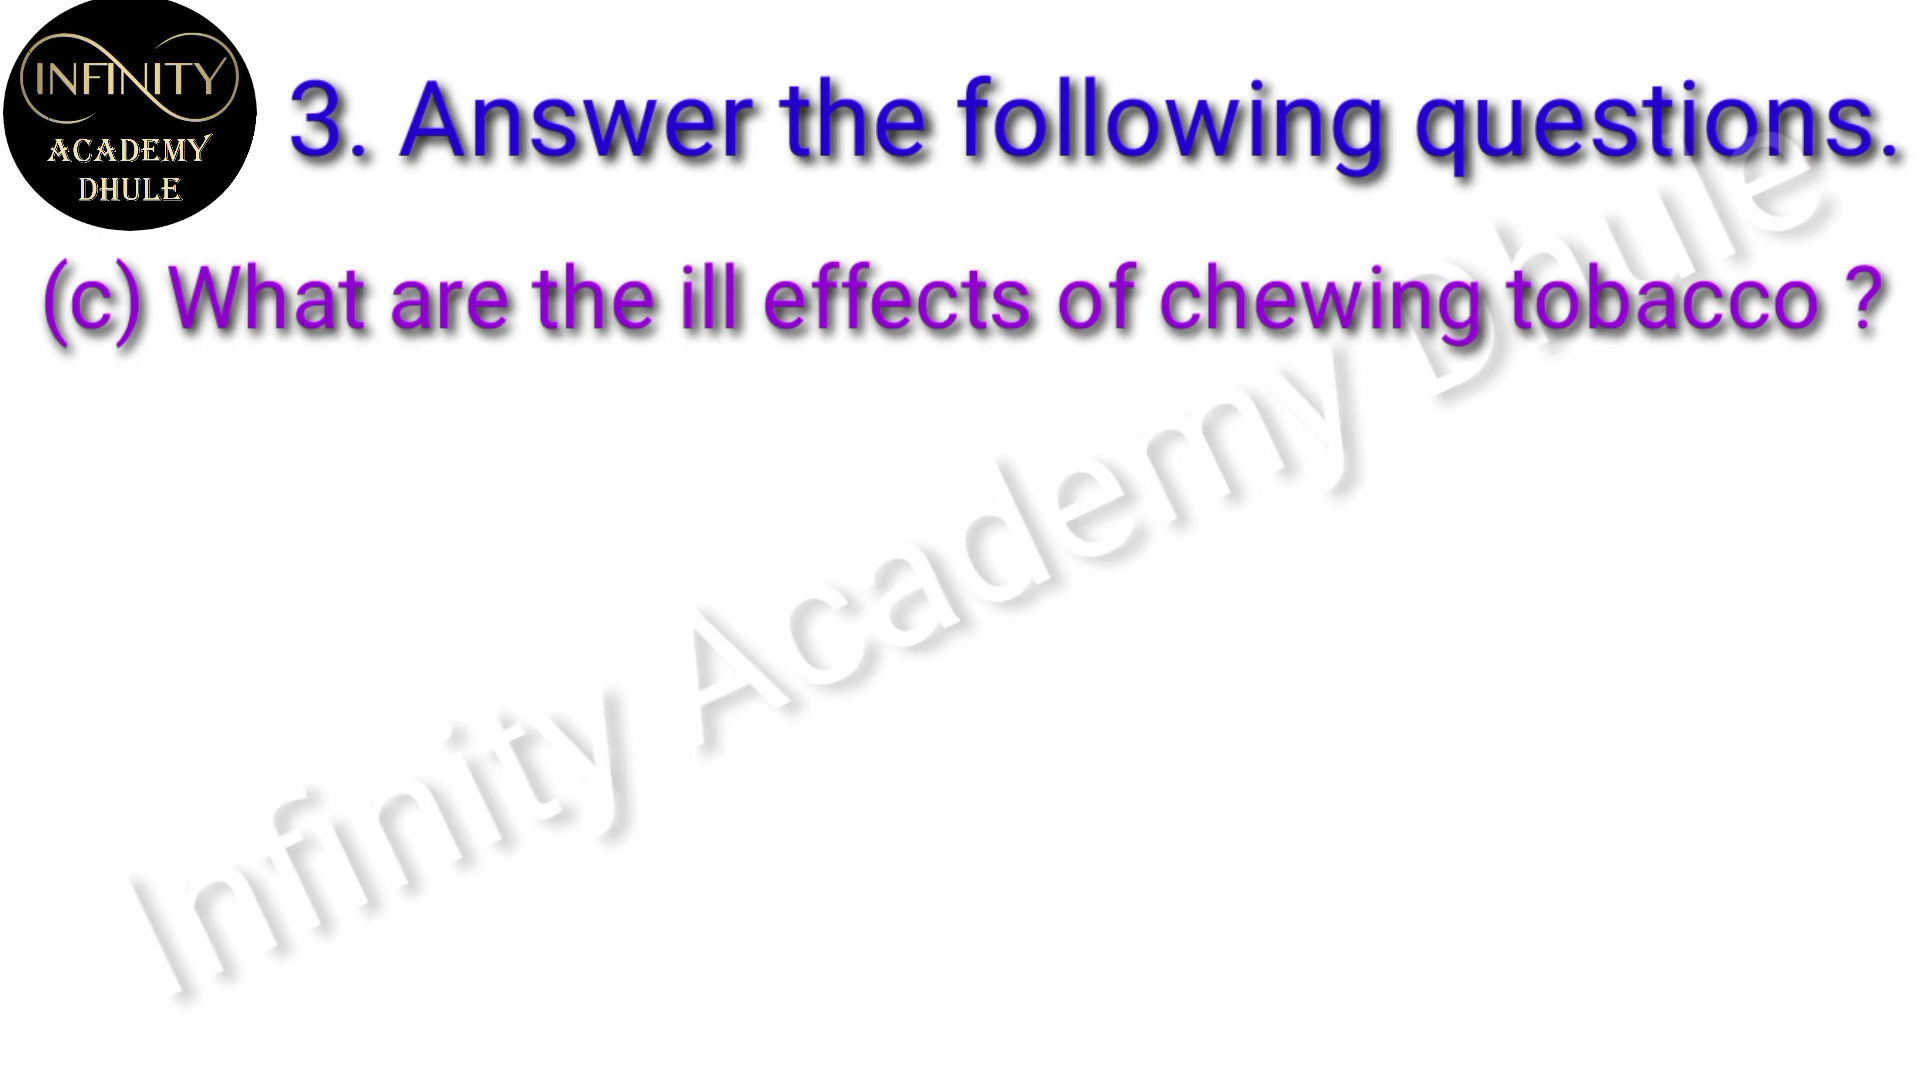 INFINITY
ACADEMY
DHULE
3. Answer the following questions.
(c) What are the ill effects of chewing tobacco ?
Infinity Academy Dhule